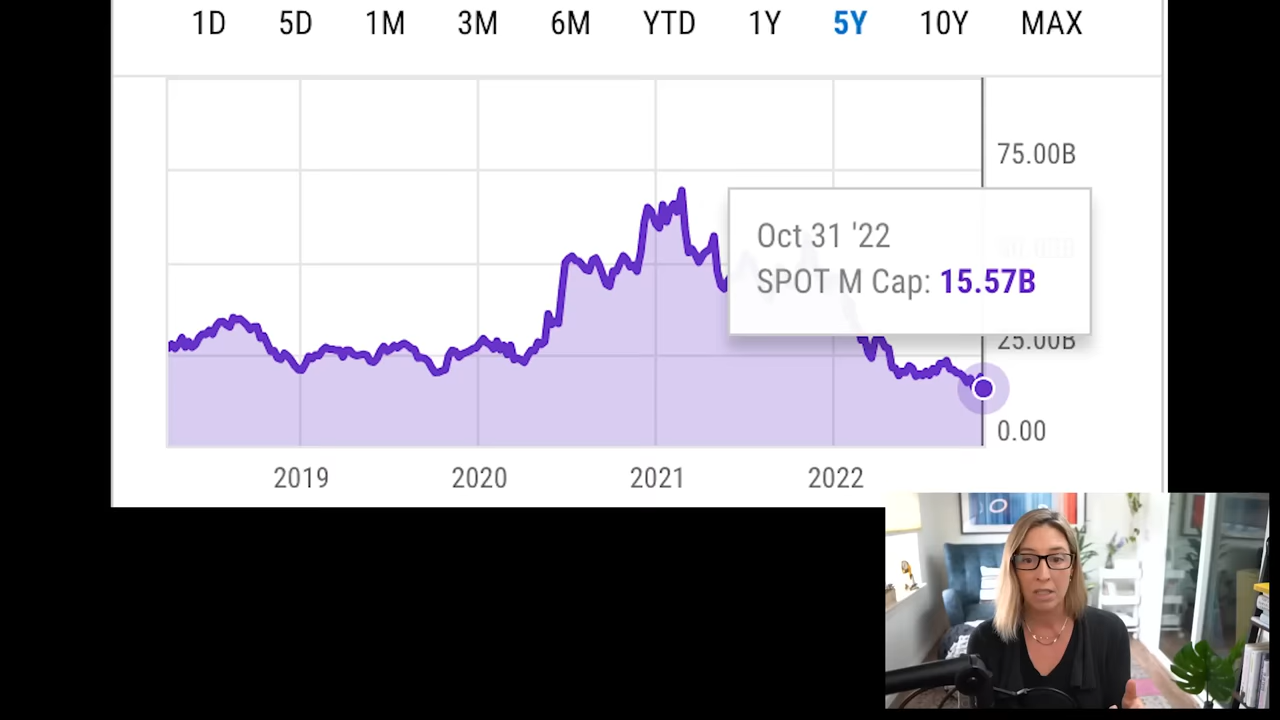 1D 5D 1M 3M 6M YTD 1Y 5Y 10Y MAX
75.00B
Oct 31 '22
SPOT M Cap: 15.57B
25.00B
0.00
2019 2020 2021 2022